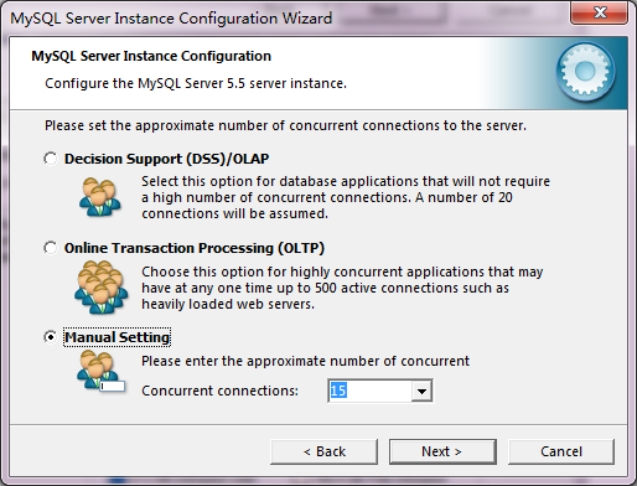 MySQL Server Instance Configuration Wizard
MySQL Server Instance Configuration
Configure the MySQL Server 5.5 server instance.
Please set the approximate number of concurrent connections to the server.
Decision Support (DSS)/OLAP
Select this option for database applications that will not require
a high number of concurrent connections. A number of 20
connections will be assumed.
Online Transaction Processing (OLTP)
Choose this option for highly concurrent applications that may
have at any one time up to 500 active connections such as
heavily loaded web servers.
Manual Setting
Please enter the approximate number of concurrent
Concurrent connections: 15
< Back Next > Cancel